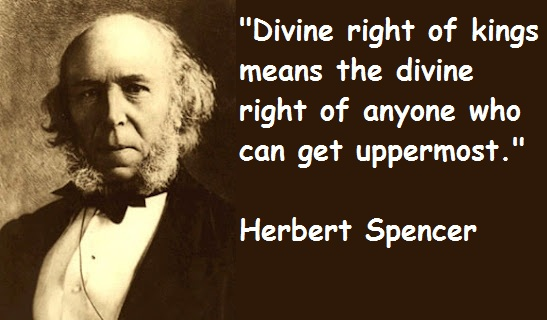 "Divine right of kings
means the divine
right of anyone who
can get uppermost."
Herbert Spencer